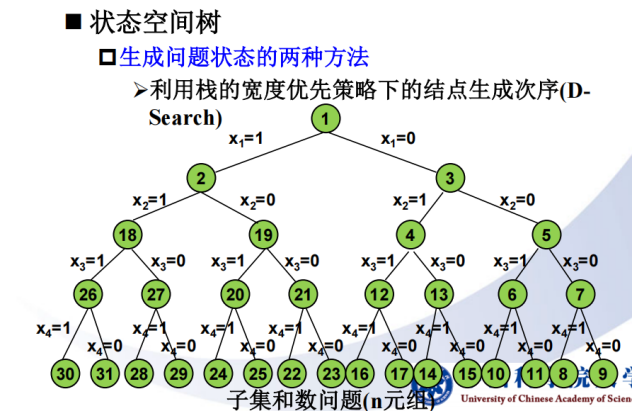 ■ 状态空间树
生成问题状态的两种方法
➢利用栈的宽度优先策略下的结点生成次序(D-
Search)
1
x1=1 x1=0
2 3
x2=1 x2=0 x2=1 x2=0
18 19 4 5
x3=1 x3=0 x3=1 x3=0 x3=1 x3=0 x3=1 x3=0
26 27 20 21 12 13 6 7
x4=1 x4=1 x4=1 x4=1 x4=1 x4=1 x4=1 x4=1
x4=0 x4=0 x4=0 x4=0 x4=0 x4=0 x4=0 x4=0
30 31 28 29 24 25 22 23 16 17 14 15 10 11 8 9
子集和数问题(n元组)
University of Chinese Academy of Scien